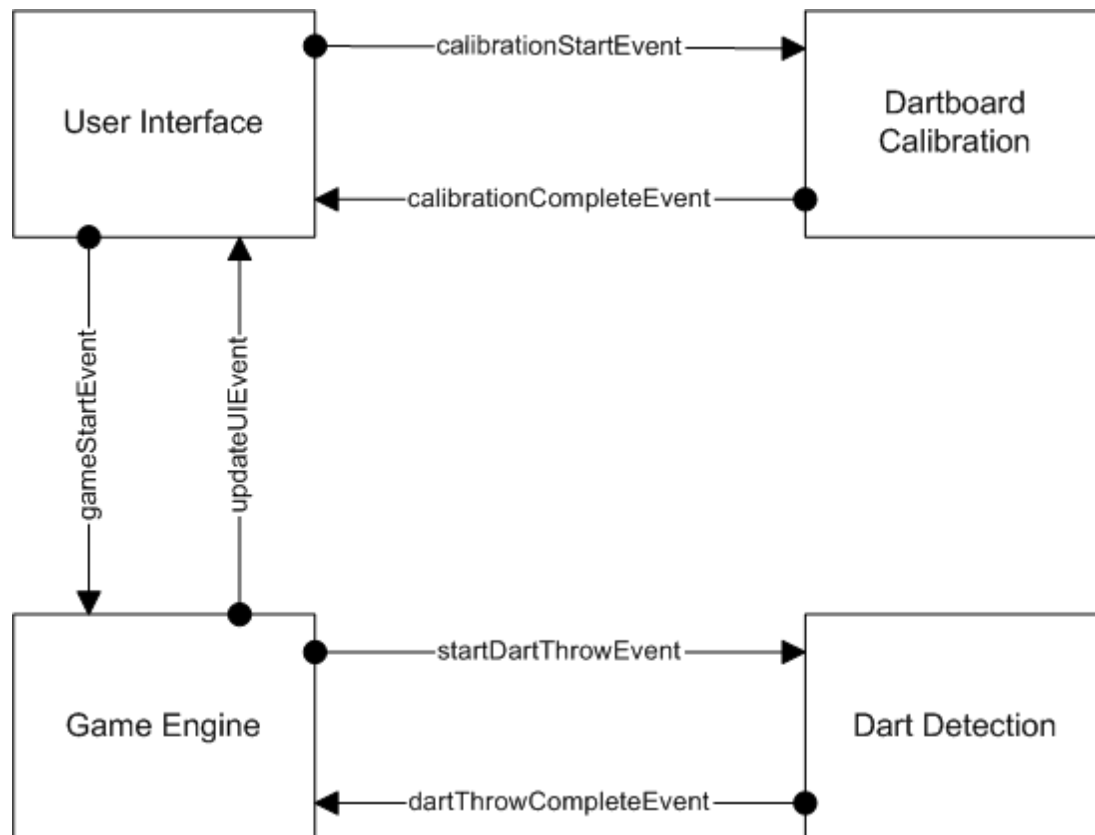 calibrationStartEvent
User Interface
Dartboard
Calibration
calibrationCompleteEvent
gameStartEvent
updateUIEvent
startDartThrowEvent
Game Engine
Dart Detection
dartThrowCompleteEvent